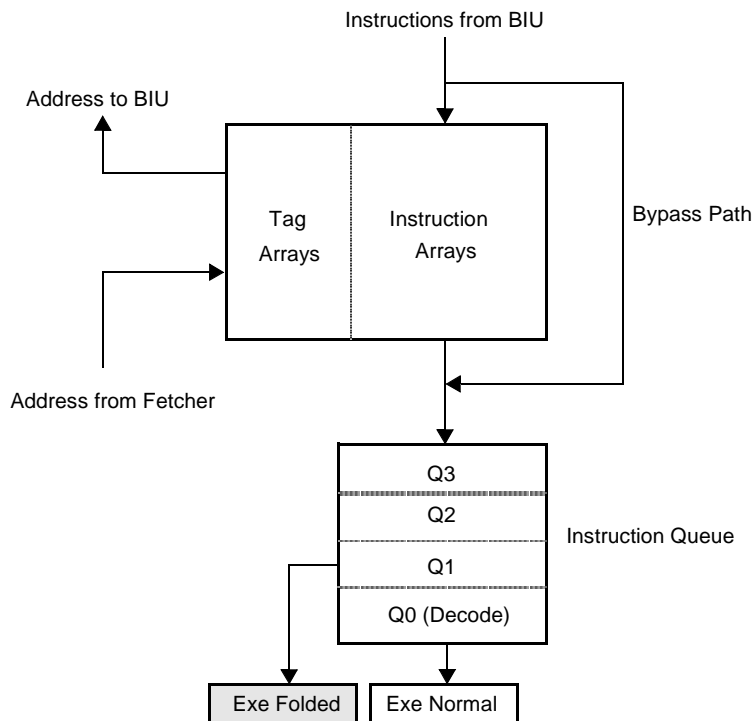 Instructions from BIU
Address to BIU
Tag
Arrays
Instruction
Arrays
Bypass Path
Address from Fetcher
Q3
Q2
Q1
Q0 (Decode)
Instruction Queue
Exe Folded
Exe Normal